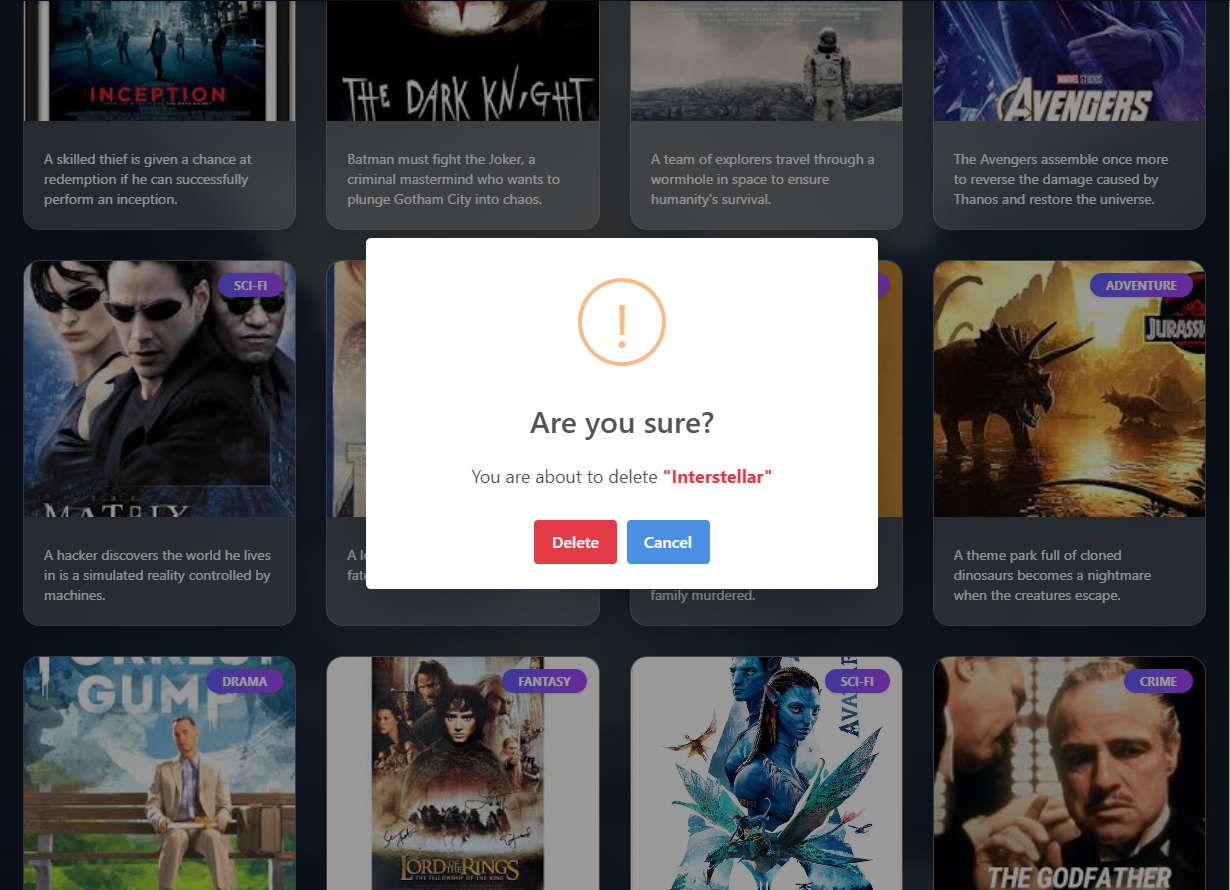 INCEPTION
THE DARK KNIGHT
MARVEL STUDIOS
AVENGERS
A skilled thief is given a chance at
redemption if he can successfully
perform an inception.
Batman must fight the Joker, a
criminal mastermind who wants to
plunge Gotham City into chaos.
A team of explorers travel through a
wormhole in space to ensure
humanity's survival.
The Avengers assemble once more
to reverse the damage caused by
Thanos and restore the universe.
SCI-FI
ADVENTURE
JURASSI
Are you sure?
You are about to delete "Interstellar"
Delete
Cancel
THE
MATRIX
A hacker discovers the world he lives
in is a simulated reality controlled by
machines.
family murdered.
A theme park full of cloned
dinosaurs becomes a nightmare
when the creatures escape.
GUMP
DRAMA
FANTASY
LORD OF THE RINGS
THE FELLOWSHIP OF THE RING
SCI-FI
AVATAR
CRIME
THE GODFATHER